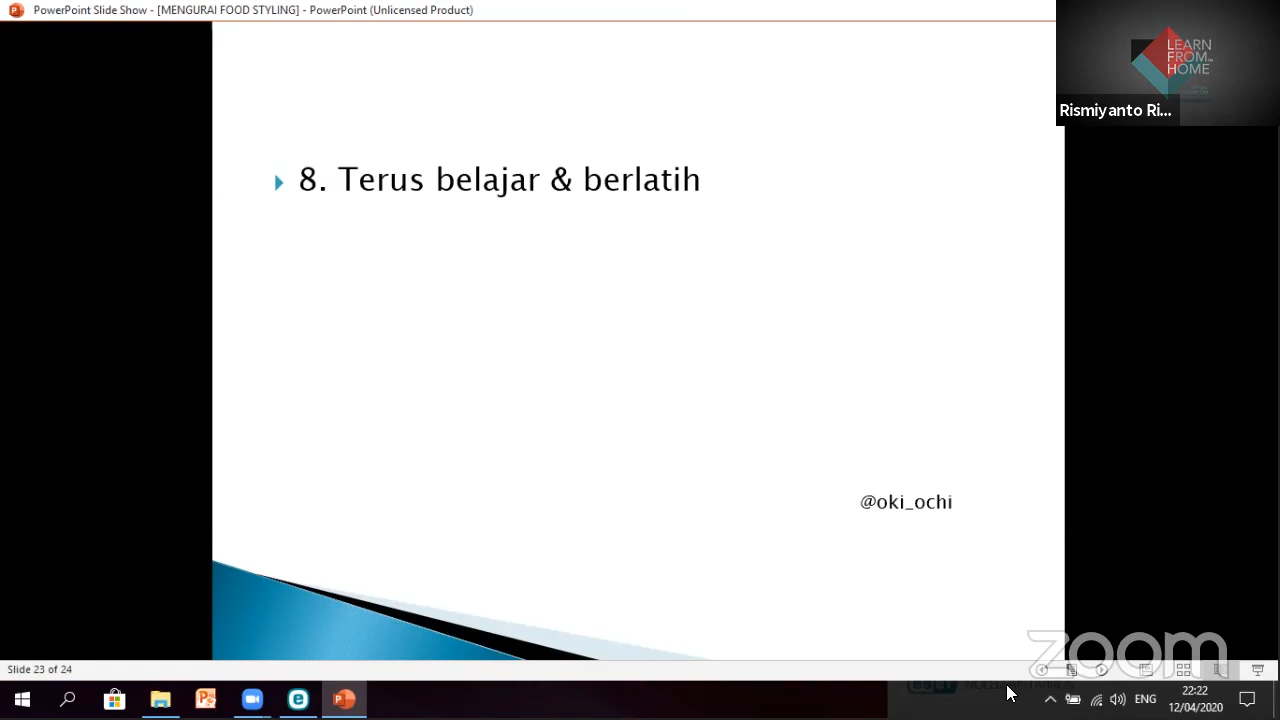 PowerPoint Slide Show - [MENGURAI FOOD STYLING] - PowerPoint (Unlicensed Product)
LEARN
FROM
HOME
Rismiyanto Ri...
8. Terus belajar & berlatih
@oki_ochi
zoom
Slide 23 of 24
ENG
22:22
12/04/2020